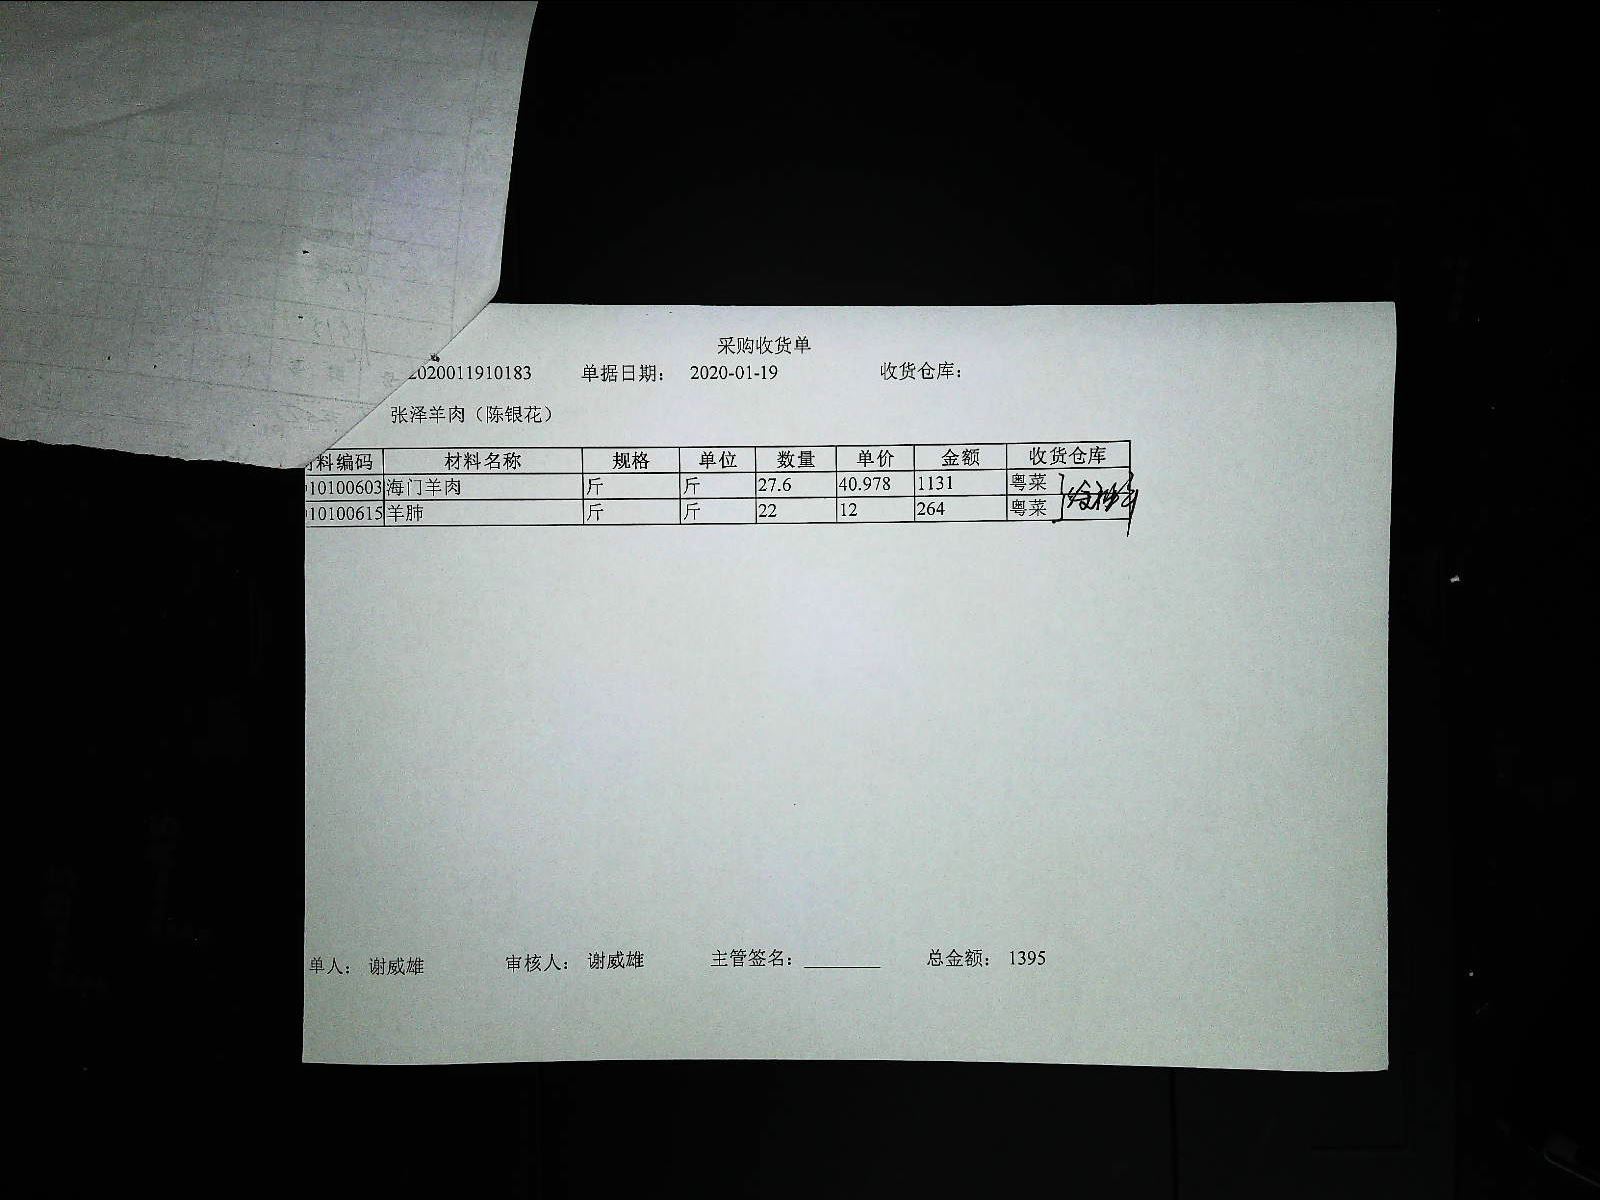 采购收货单
2020011910183 单据日期： 2020-01-19 收货仓库：
张泽羊肉（陈银花）
料编码 材料名称 规格 单位 数量 单价 金额 收货仓库
10100603 海门羊肉 斤 斤 27.6 40.978 1131 粤菜
10100615 羊肺 斤 斤 22 12 264 粤菜
单人： 谢威雄 审核人： 谢威雄 主管签名：________ 总金额： 1395